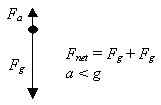 Fa
Fg
Fnet = Fg + Fg
a < g